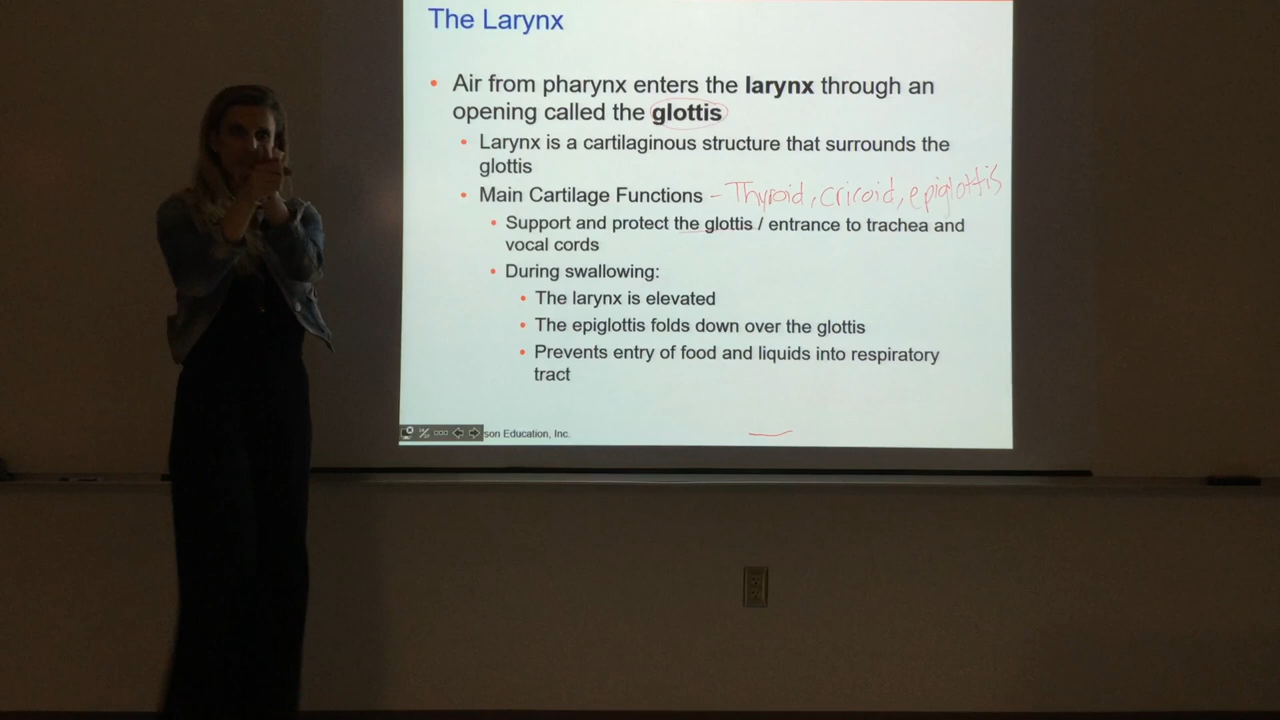 The Larynx
• Air from pharynx enters the larynx through an
opening called the glottis
• Larynx is a cartilaginous structure that surrounds the
glottis
• Main Cartilage Functions - Thyroid, cricoid, epiglottis
• Support and protect the glottis / entrance to trachea and
vocal cords
• During swallowing:
• The larynx is elevated
• The epiglottis folds down over the glottis
• Prevents entry of food and liquids into respiratory
tract
son Education, Inc.